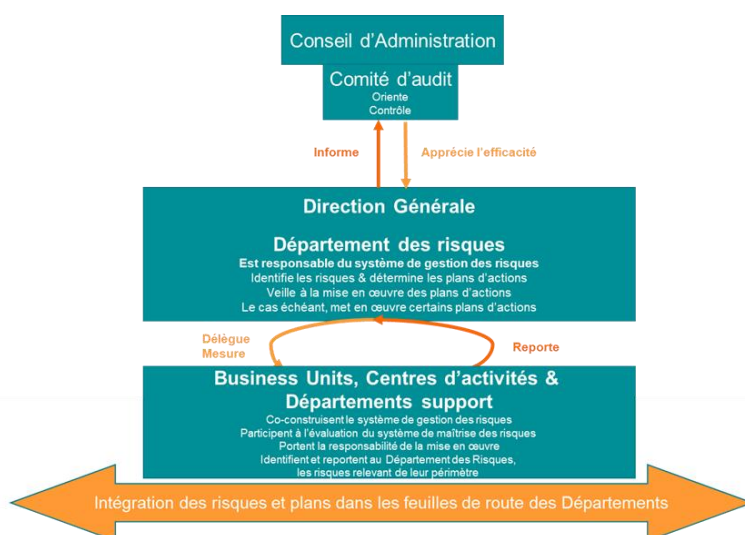 Conseil d'Administration
Comité d'audit
Oriente
Contrôle
Informe
Apprécie l'efficacité
Direction Générale
Département des risques
Est responsable du système de gestion des risques
Identifie les risques & détermine les plans d'actions
Veille à la mise en œuvre des plans d'actions
Le cas échéant, met en œuvre certains plans d'actions
Délègue
Mesure
Reporte
Business Units, Centres d'activités &
Départements support
Co-construisent le système de gestion des risques
Participent à l'évaluation du système de maîtrise des risques
Portent la responsabilité de la mise en œuvre
Identifient et reportent au Département des Risques,
les risques relevant de leur périmètre
Intégration des risques et plans dans les feuilles de route des Départements